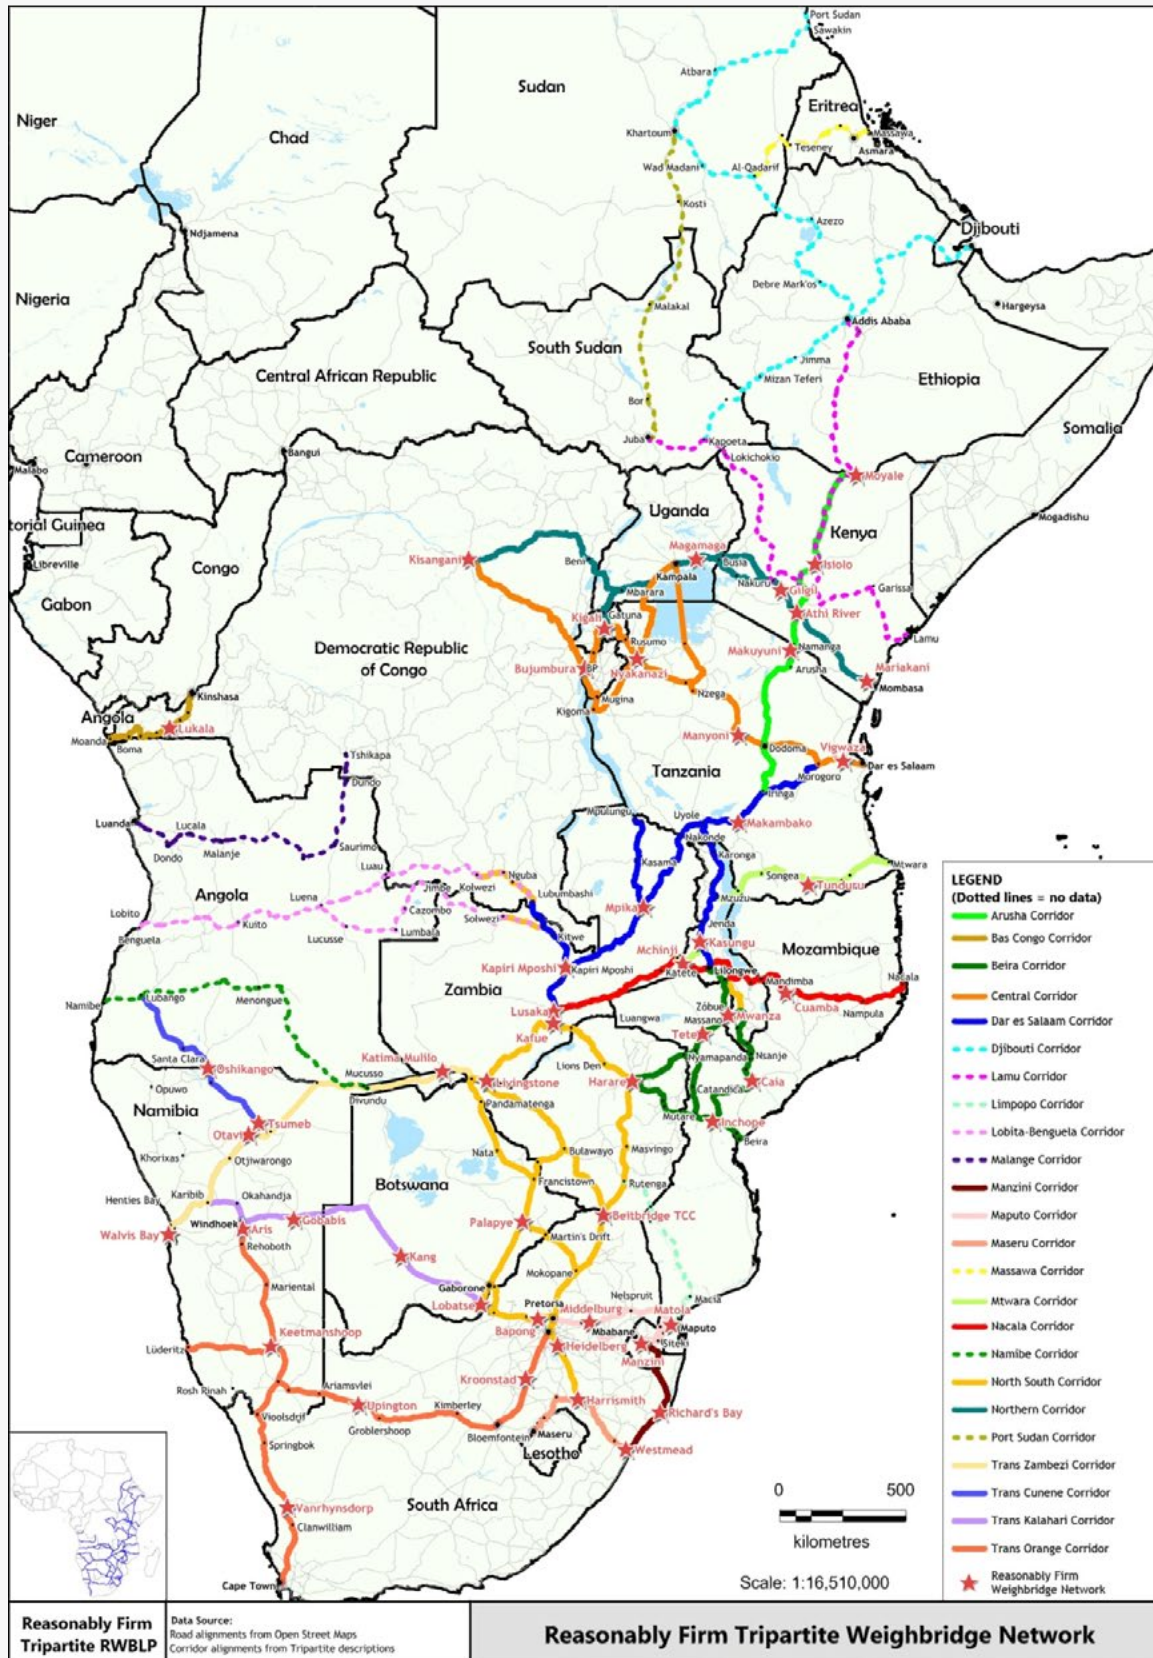 Port Sudan
Sawakin
Atbara
Sudan
Niger
Chad
Eritrea
Khartoum
Massawa
Teseney
Asmara
Wad Madani
Al-Qadarif
Kosti
Azezo
Ndjamena
Djibouti
Nigeria
Debre Mark'os
Malakal
Hargeysa
Addis Ababa
South Sudan
Jimma
Central African Republic
Mizan Teferi
Ethiopia
Bor
Somalia
Juba
Kapoeta
Bangui
Lokichokio
Cameroon
Malabo
Moyale
Uganda
Mogadishu
torial Guinea
Kenya
Magamaga
Kisangani
Beni
Busia
Isiolo
Libreville
Congo
Kampala
Nakuru
Gilgil
Garissa
Mbarara
Gabon
Kigali
Gatuna
Athi River
Lamu
Democratic Republic
of Congo
Rusumo
Makuyuni
Namanga
Bujumbura
BP
Nyakanazi
Arusha
Mariakani
Mombasa
Kinshasa
Mugina
Nzega
Kigoma
Angola
Lukala
Manyoni
Moanda
Boma
Dodoma
Vigwaza
Tshikapa
Dar es Salaam
Tanzania
Morogoro
Dundo
Iringa
Mpulungu
Uyole
Makambako
Luanda
Lucala
Nakonde
Dondo
Malanje
Saurimo
Karonga
Kasama
Mtwara
Luau
Nguba
Songea
Tunduru
Angola
Jimbe
Kolwezi
Lubumbashi
Mzuzu
Luena
Cazombo
Mpika
Lobito
Kuito
Solwezi
Jenda
Benguela
Lucusse
Lumbala
Kitwe
Kasungu
Mchinji
Mozambique
Kapiri Mposhi
Kapiri Mposhi
Katete
Lilongwe
Mandimba
Nacala
Zambia
Namibe
Lubango
Menongue
Zóbue
Cuamba
Lusaka
Luangwa
Massano
Mwanza
Nampula
Kafue
Tete
Santa Clara
Katima Mulilo
Lions Den
Nyamapanda
Nsanje
Oshikango
Mucusso
Livingstone
Harare
Catandica
Caia
Opuwo
Divundu
Pandamatenga
Namibia
Tsumeb
Mutare
Inchope
Otavi
Beira
Khorixas
Otjiwarongo
Nata
Bulawayo
Masvingo
Botswana
Francistown
Rutenga
Henties Bay
Karibib
Okahandja
Windhoek
Gobabis
Palapye
Beitbridge TCC
Walvis Bay
Aris
Rehoboth
Martin's Drift
Kang
Mokopane
Mariental
Gaborone
Nelspruit
Macia
Lobatse
Pretoria
Middelburg
Matola
Keetmanshoop
Bapong
Mbabane
Maputo
Lüderitz
Heidelberg
Siteki
Manzini
Rosh Rinah
Ariamsvlei
Kroonstad
Upington
Kimberley
Harrismith
Vioolsdrif
Groblershoop
Richard's Bay
Bloemfontein
Maseru
Springbok
Lesotho
Westmead
South Africa
Vanrhynsdorp
Clanwilliam
Cape Town
LEGEND
(Dotted lines = no data)
Arusha Corridor
Bas Congo Corridor
Beira Corridor
Central Corridor
Dar es Salaam Corridor
Djibouti Corridor
Lamu Corridor
Limpopo Corridor
Lobita-Benguela Corridor
Malange Corridor
Manzini Corridor
Maputo Corridor
Maseru Corridor
Massawa Corridor
Mtwara Corridor
Nacala Corridor
Namibe Corridor
North South Corridor
Northern Corridor
Port Sudan Corridor
Trans Zambezi Corridor
Trans Cunene Corridor
Trans Kalahari Corridor
Trans Orange Corridor
Reasonably Firm
Weighbridge Network
0 500
kilometres
Scale: 1:16,510,000
Reasonably Firm
Tripartite RWBLP
Data Source:
Road alignments from Open Street Maps
Corridor alignments from Tripartite descriptions
Reasonably Firm Tripartite Weighbridge Network